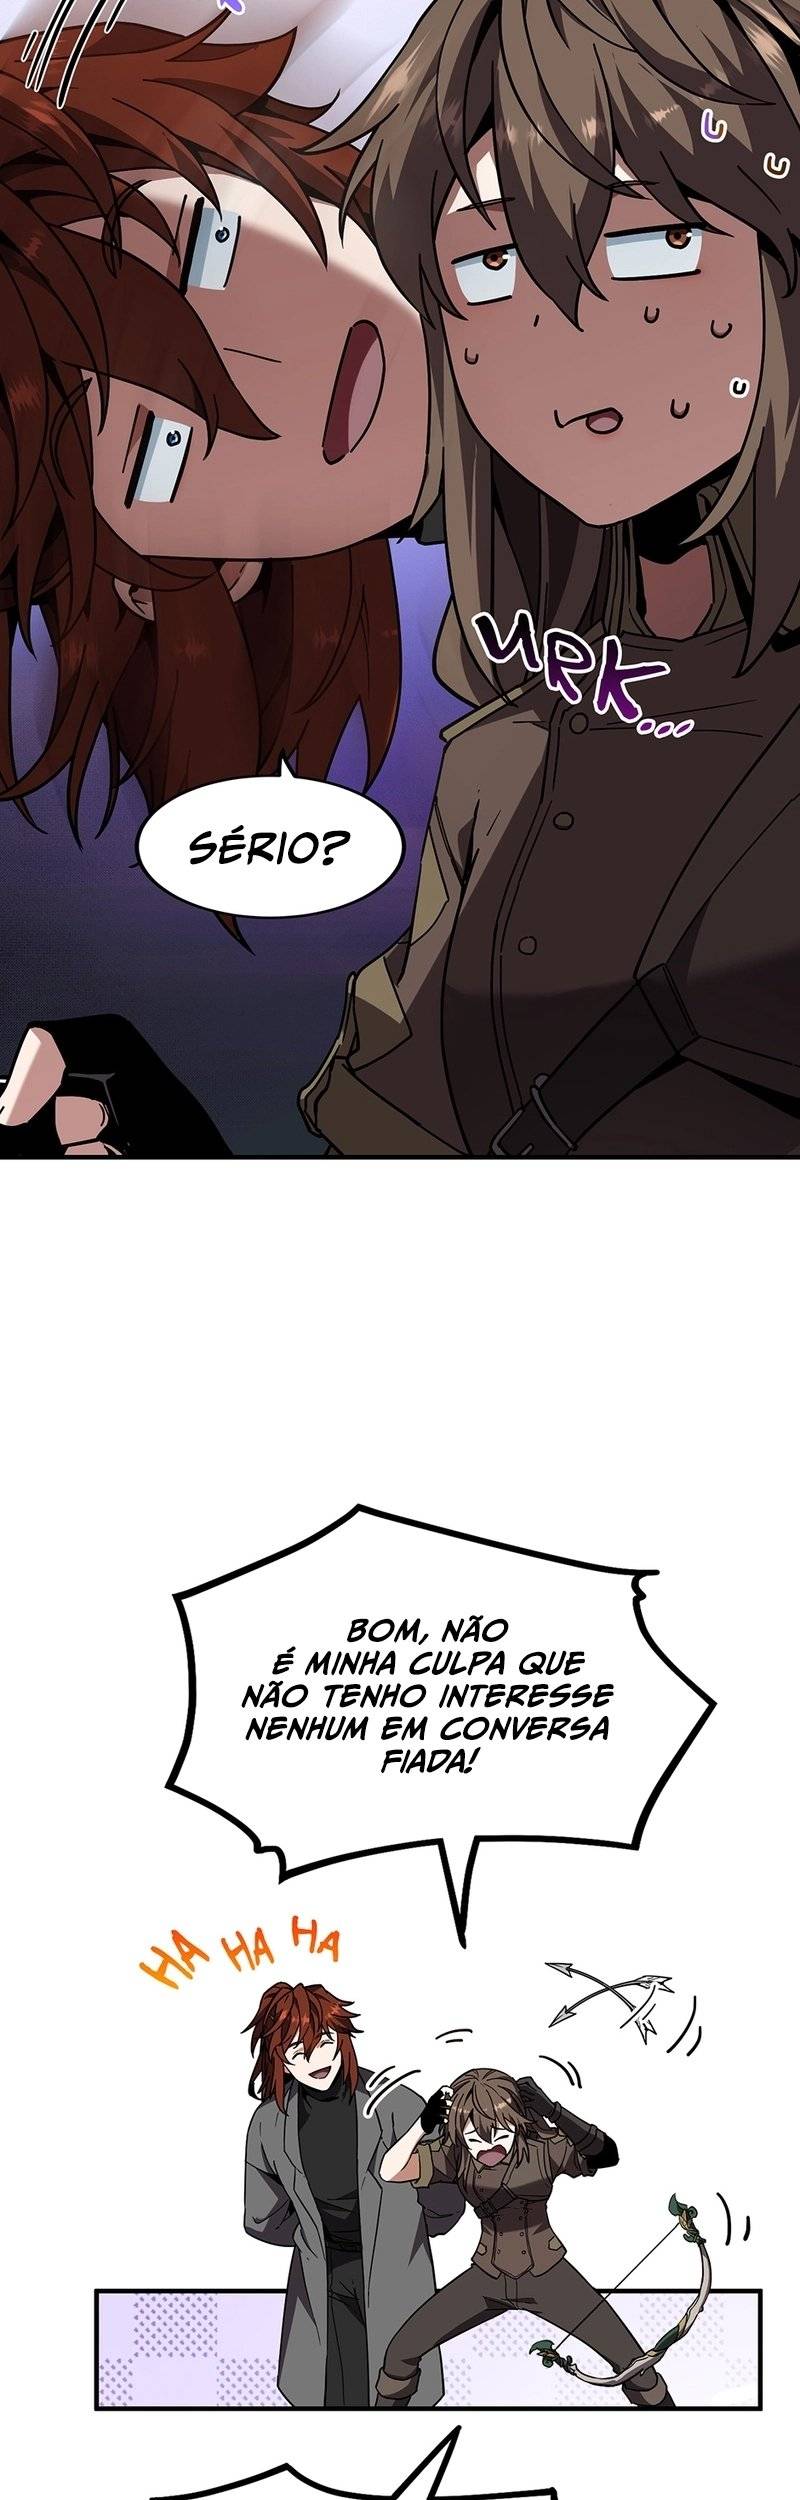 URK...
SÉRIO?
BOM, NÃO
É MINHA CULPA QUE
NÃO TENHO INTERESSE
NENHUM EM CONVERSA
FIADA!
HA HA HA